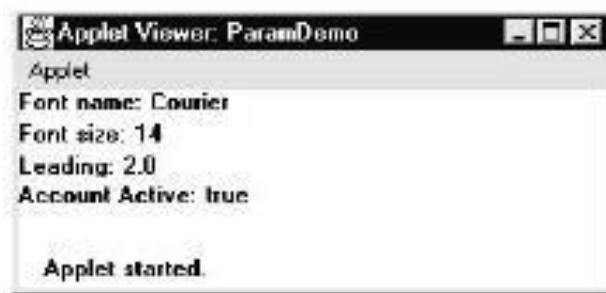 Applet Viewer: ParamDemo
Applet
Font name: Courier
Font size: 14
Leading: 2.0
Account Active: true
Applet started.